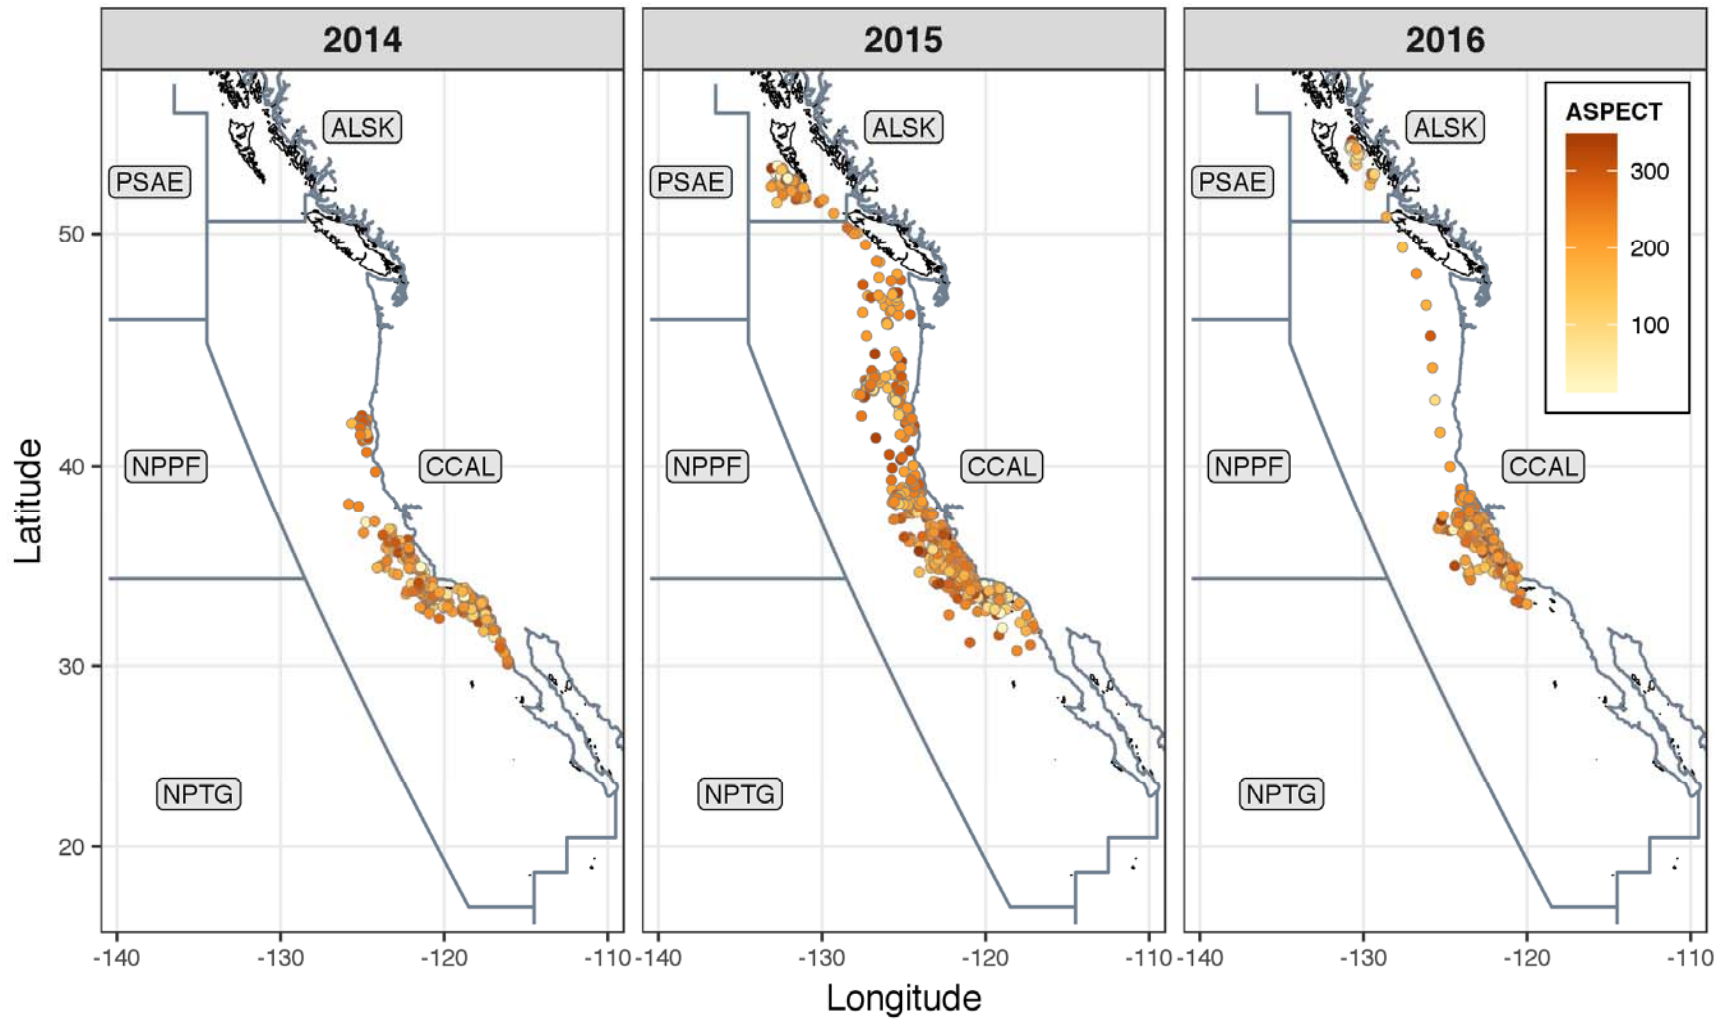 2014 2015 2016
ALSK ALSK ALSK
PSAE PSAE PSAE
NPPF NPPF NPPF
CCAL CCAL CCAL
NPTG NPTG NPTG
ASPECT
300
200
100
Latitude
50
40
30
20
-140 -130 -120 -110 -140 -130 -120 -110 -140 -130 -120 -110
Longitude